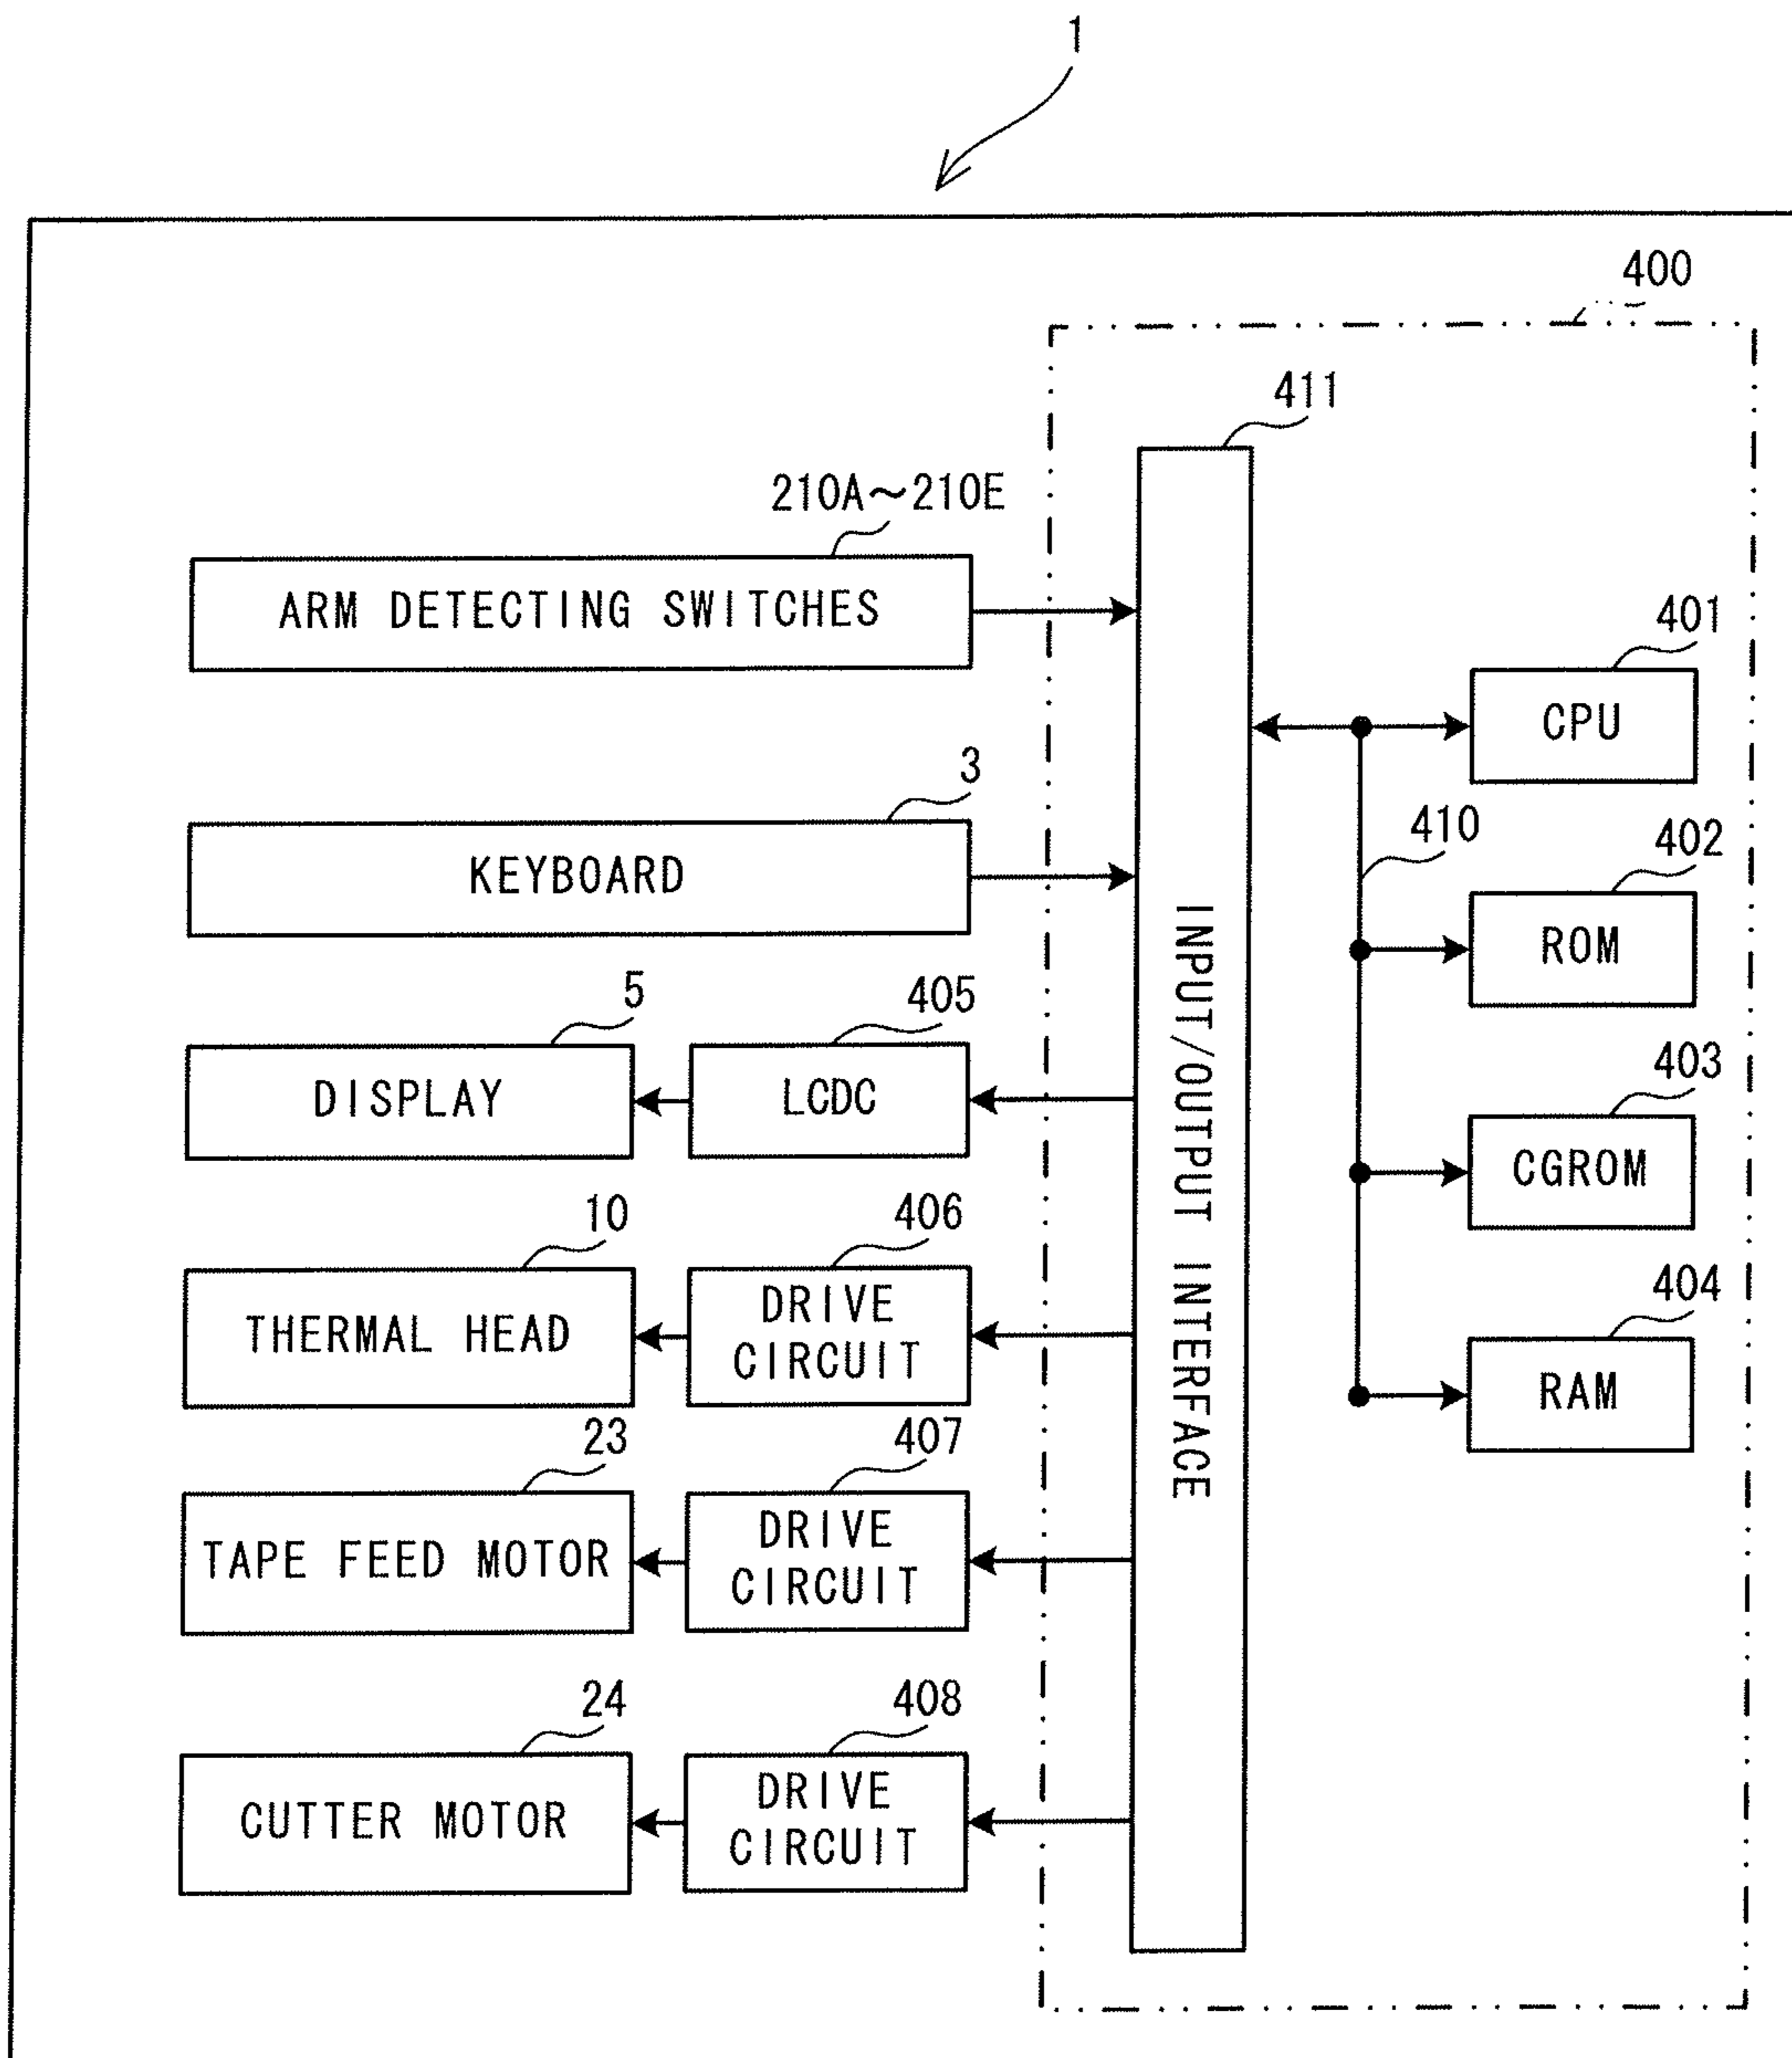 1
400
411
210A～210E
ARM DETECTING SWITCHES
401
CPU
3
410
402
KEYBOARD
ROM
INPUT/OUTPUT INTERFACE
5
405
403
DISPLAY
LCDC
CGROM
10
406
404
THERMAL HEAD
DRIVE
CIRCUIT
RAM
23
407
TAPE FEED MOTOR
DRIVE
CIRCUIT
24
408
CUTTER MOTOR
DRIVE
CIRCUIT